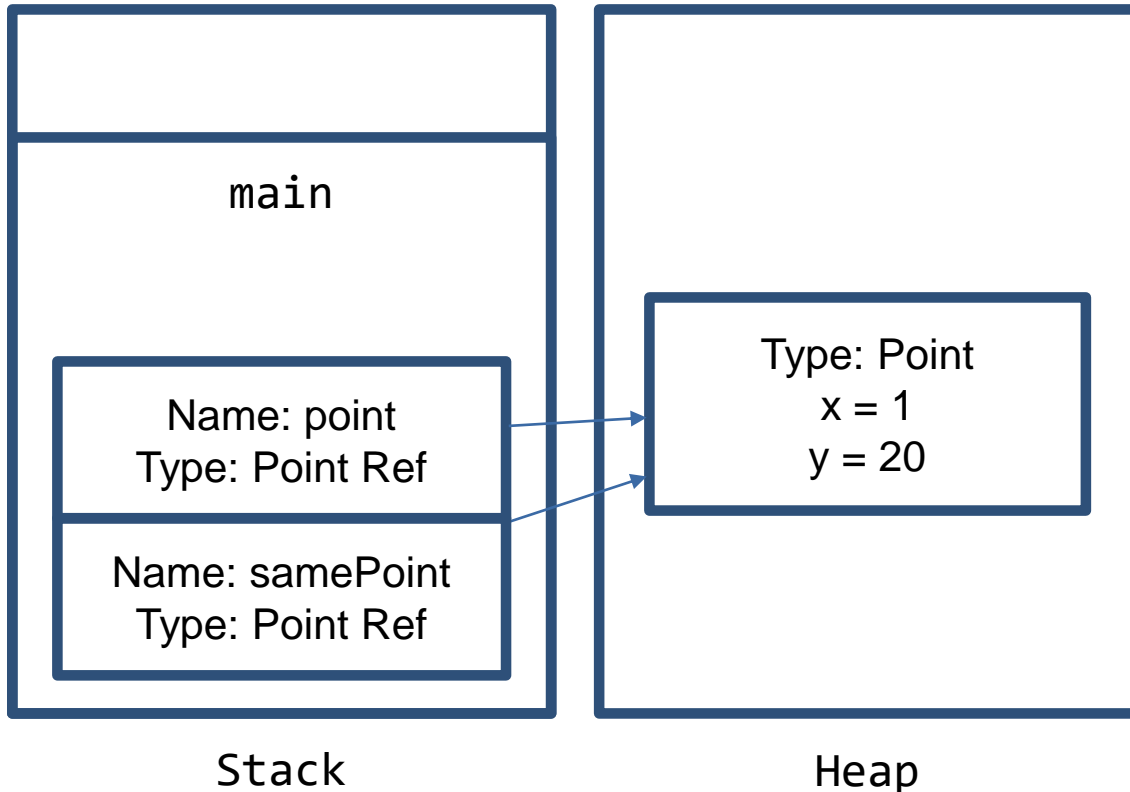 main
Name: point
Type: Point Ref
Name: samePoint
Type: Point Ref
Stack
Type: Point
x = 1
y = 20
Heap